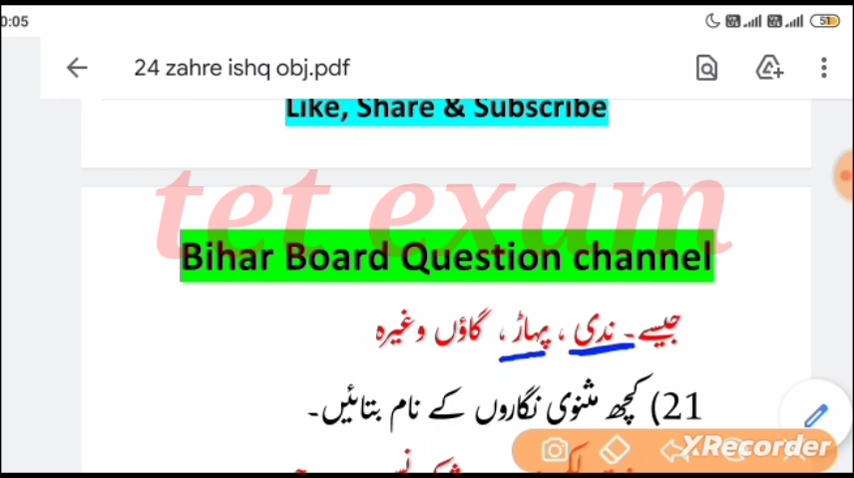 0:05
51
24 zahre ishq obj.pdf
Like, Share & Subscribe
tet exam
Bihar Board Question channel
جیسے۔ ندی ، پہاڑ ، گاؤں وغیرہ
21) کچھ مثنوی نگاروں کے نام بتائیں۔
XRecorder